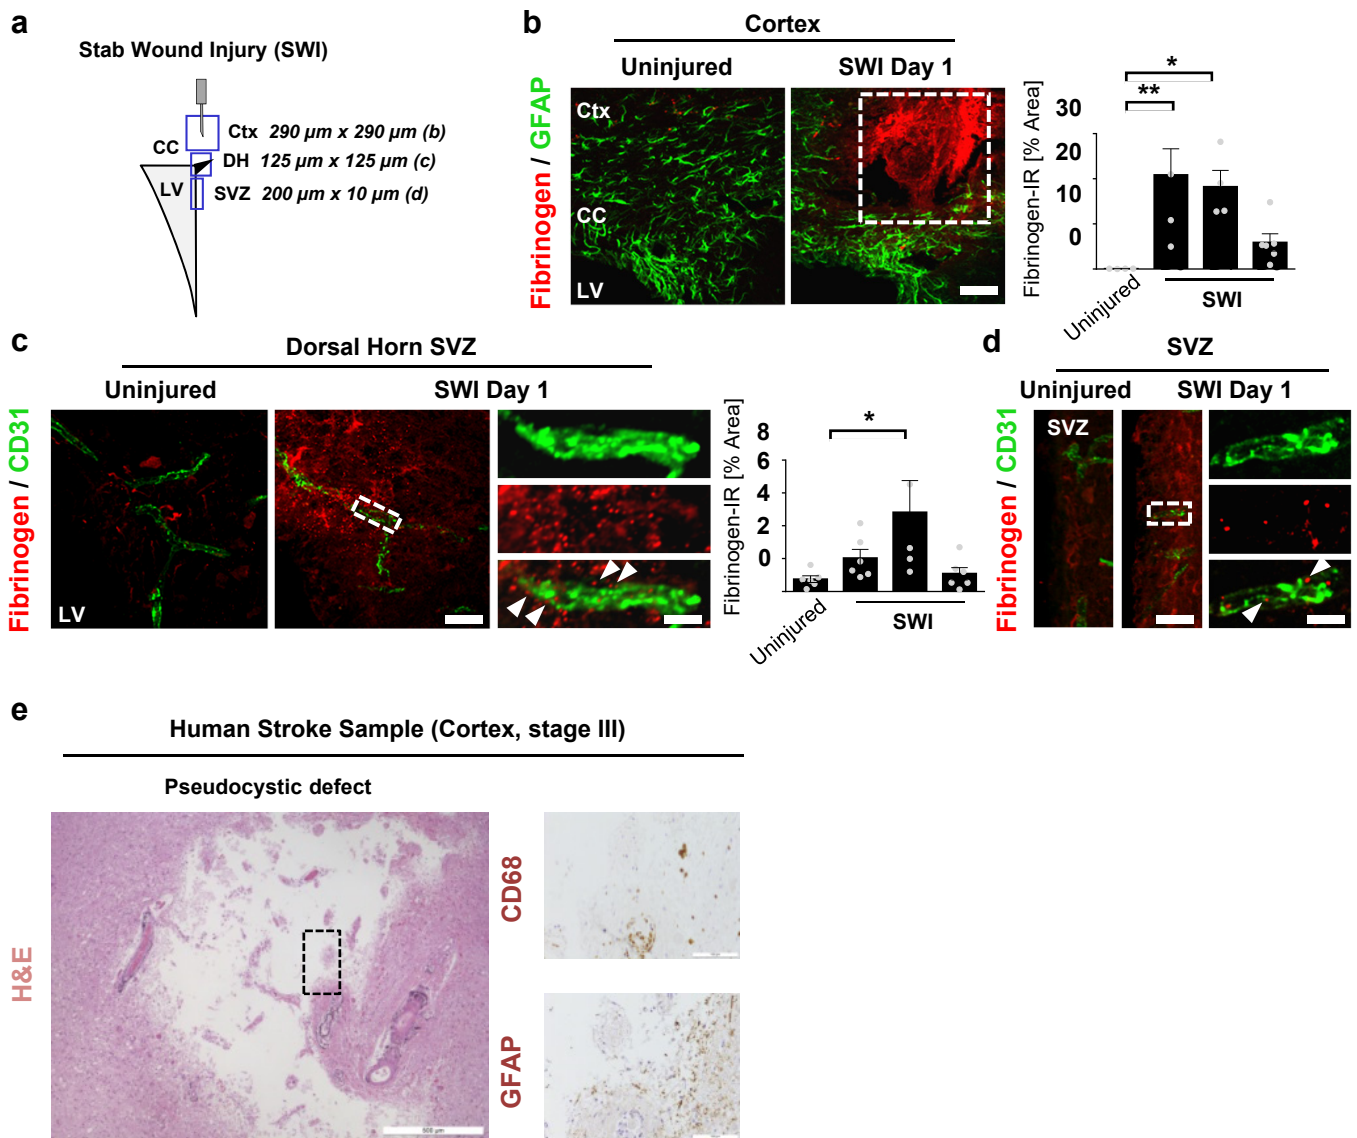 a
Stab Wound Injury (SWI)
Ctx 290 µm x 290 µm (b)
CC
DH 125 µm x 125 µm (c)
LV
SVZ 200 µm x 10 µm (d)
b
Cortex
Uninjured
SWI Day 1
Fibrinogen / GFAP
Ctx
CC
LV
Fibrinogen-IR [% Area]
30
20
10
0
*
**
Uninjured
SWI
c
Dorsal Horn SVZ
Uninjured
SWI Day 1
Fibrinogen / CD31
LV
Fibrinogen-IR [% Area]
8
6
4
2
0
*
Uninjured
SWI
d
SVZ
Uninjured
SWI Day 1
Fibrinogen / CD31
SVZ
e
Human Stroke Sample (Cortex, stage III)
Pseudocystic defect
H&E
500 µm
CD68
GFAP